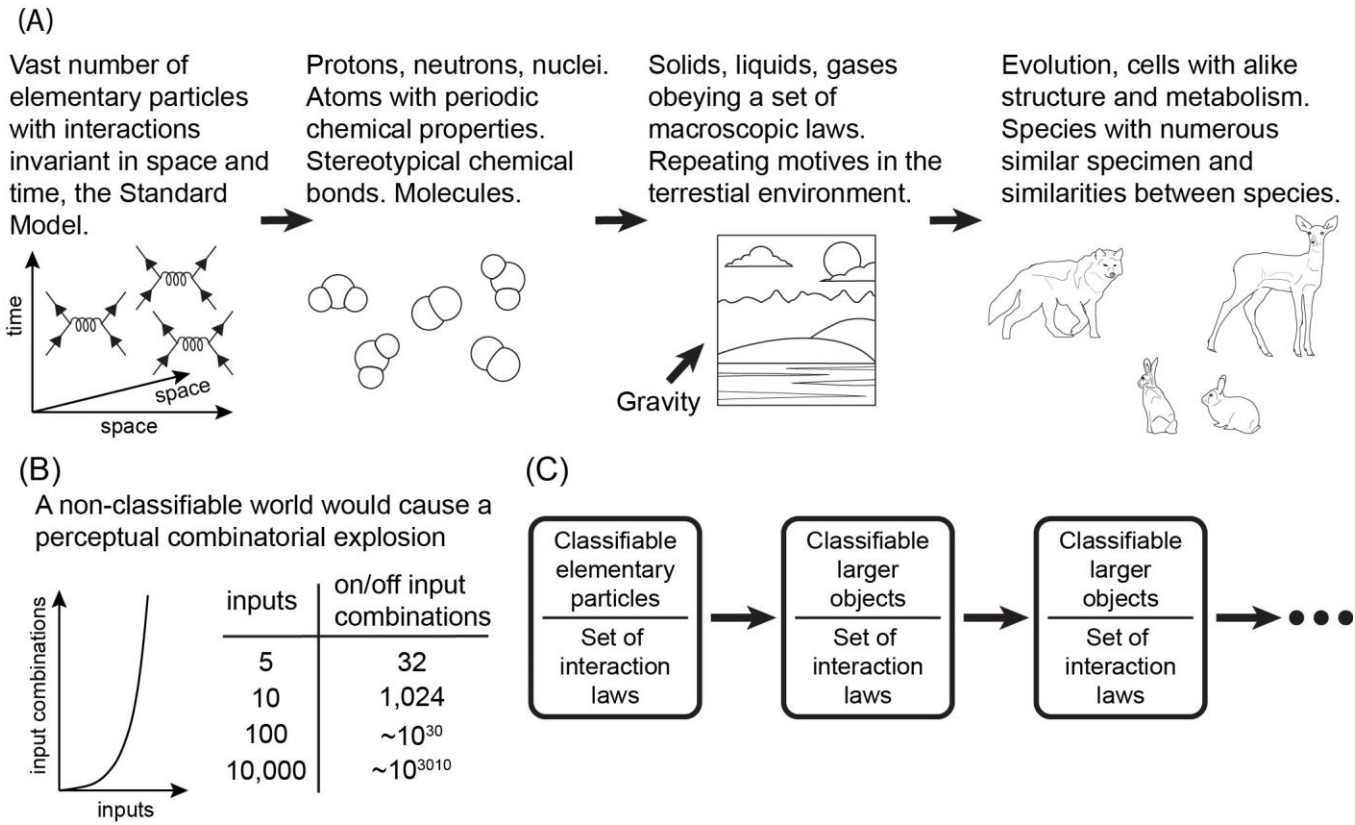 (A)
Vast number of
elementary particles
with interactions
invariant in space and
time, the Standard
Model.
Protons, neutrons, nuclei.
Atoms with periodic
chemical properties.
Stereotypical chemical
bonds. Molecules.
Solids, liquids, gases
obeying a set of
macroscopic laws.
Repeating motives in the
terrestial environment.
Evolution, cells with alike
structure and metabolism.
Species with numerous
similar specimen and
similarities between species.
time
space
space
Gravity
(B)
A non-classifiable world would cause a
perceptual combinatorial explosion
input combinations
inputs
inputs
on/off input
combinations
5 32
10 1,024
100 ~10³⁰
10,000 ~10³⁰¹⁰
(C)
Classifiable
elementary
particles
Set of
interaction
laws
Classifiable
larger
objects
Set of
interaction
laws
Classifiable
larger
objects
Set of
interaction
laws